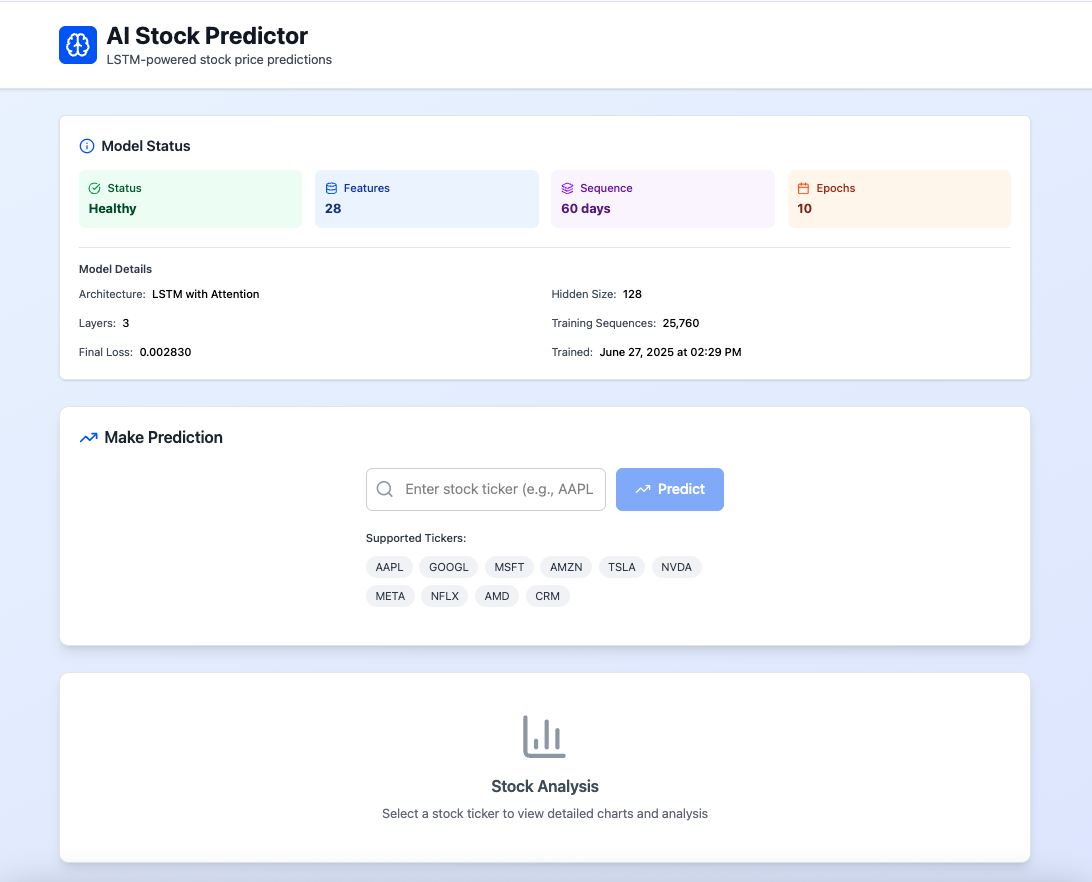 AI Stock Predictor
LSTM-powered stock price predictions
Model Status
Status
Healthy
Features
28
Sequence
60 days
Epochs
10
Model Details
Architecture: LSTM with Attention
Hidden Size: 128
Layers: 3
Training Sequences: 25,760
Final Loss: 0.002830
Trained: June 27, 2025 at 02:29 PM
Make Prediction
Enter stock ticker (e.g., AAPL
Predict
Supported Tickers:
AAPL GOOGL MSFT AMZN TSLA NVDA
META NFLX AMD CRM
Stock Analysis
Select a stock ticker to view detailed charts and analysis